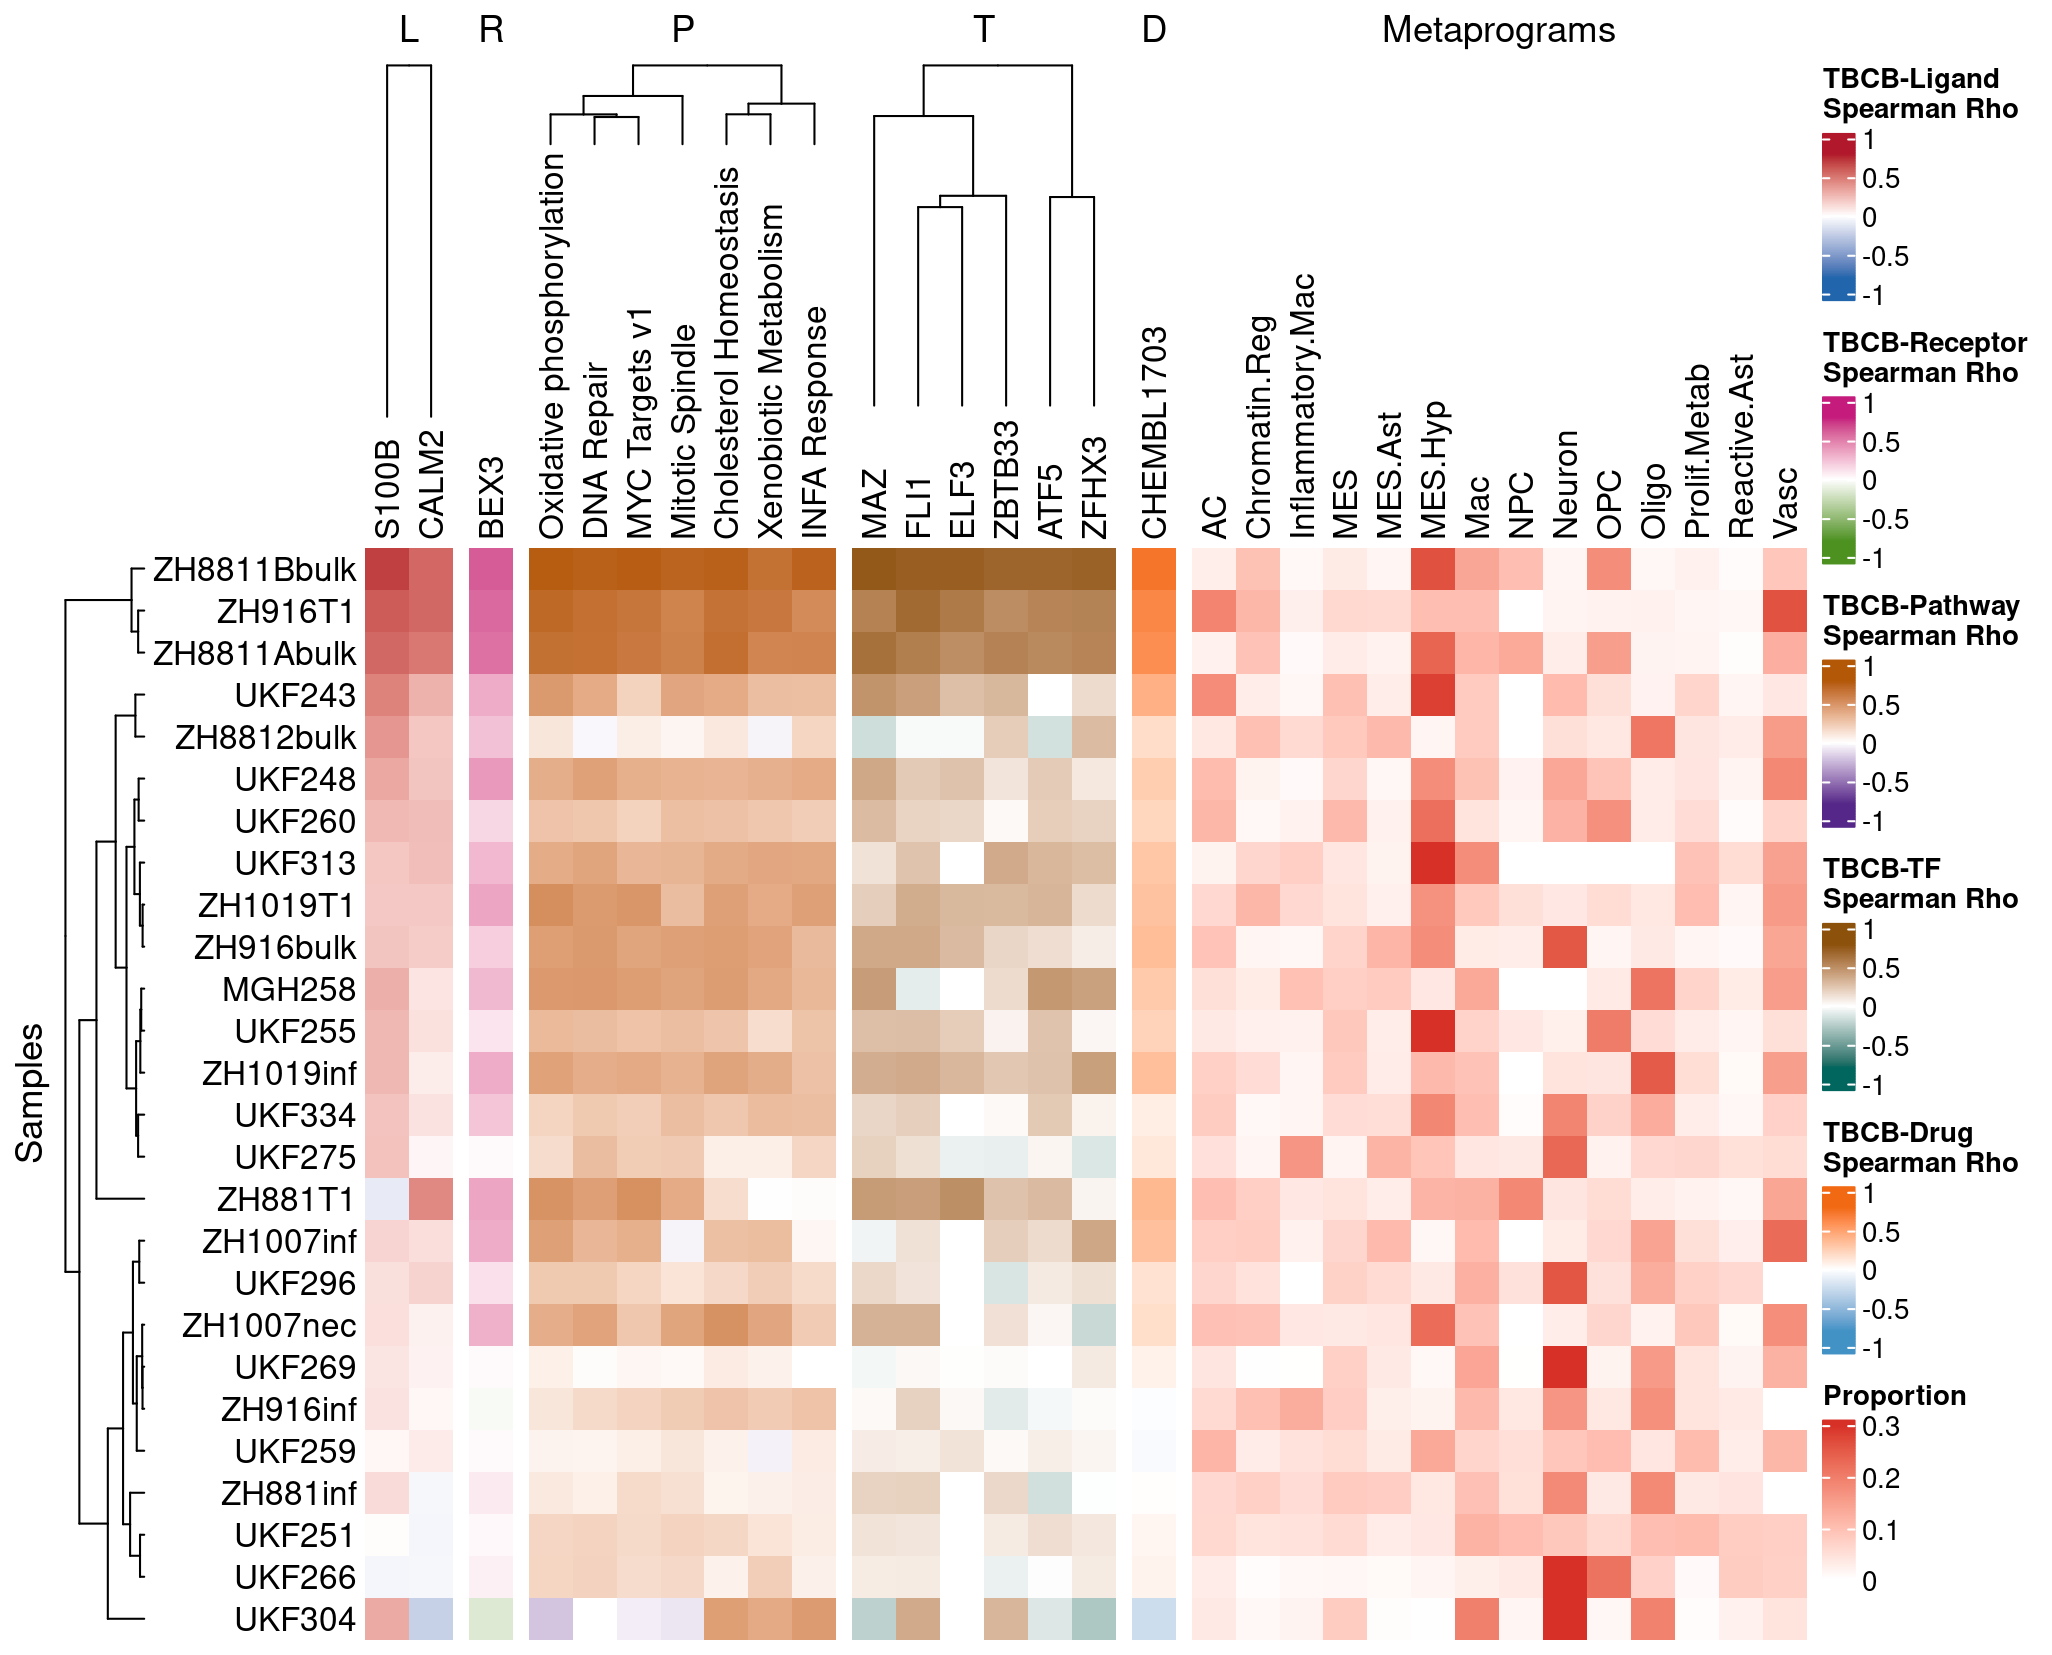 L R P T D Metaprograms
S100B
CALM2
BEX3
Oxidative phosphorylation
DNA Repair
MYC Targets v1
Mitotic Spindle
Cholesterol Homeostasis
Xenobiotic Metabolism
INFA Response
MAZ
FLI1
ELF3
ZBTB33
ATF5
ZFHX3
CHEMBL1703
AC
Chromatin.Reg
Inflammatory.Mac
MES
MES.Ast
MES.Hyp
Mac
NPC
Neuron
OPC
Oligo
Prolif.Metab
Reactive.Ast
Vasc
Samples
ZH8811Bbulk
ZH916T1
ZH8811Abulk
UKF243
ZH8812bulk
UKF248
UKF260
UKF313
ZH1019T1
ZH916bulk
MGH258
UKF255
ZH1019inf
UKF334
UKF275
ZH881T1
ZH1007inf
UKF296
ZH1007nec
UKF269
ZH916inf
UKF259
ZH881inf
UKF251
UKF266
UKF304
TBCB-Ligand
Spearman Rho
1
0.5
0
-0.5
-1
TBCB-Receptor
Spearman Rho
1
0.5
0
-0.5
-1
TBCB-Pathway
Spearman Rho
1
0.5
0
-0.5
-1
TBCB-TF
Spearman Rho
1
0.5
0
-0.5
-1
TBCB-Drug
Spearman Rho
1
0.5
0
-0.5
-1
Proportion
0.3
0.2
0.1
0